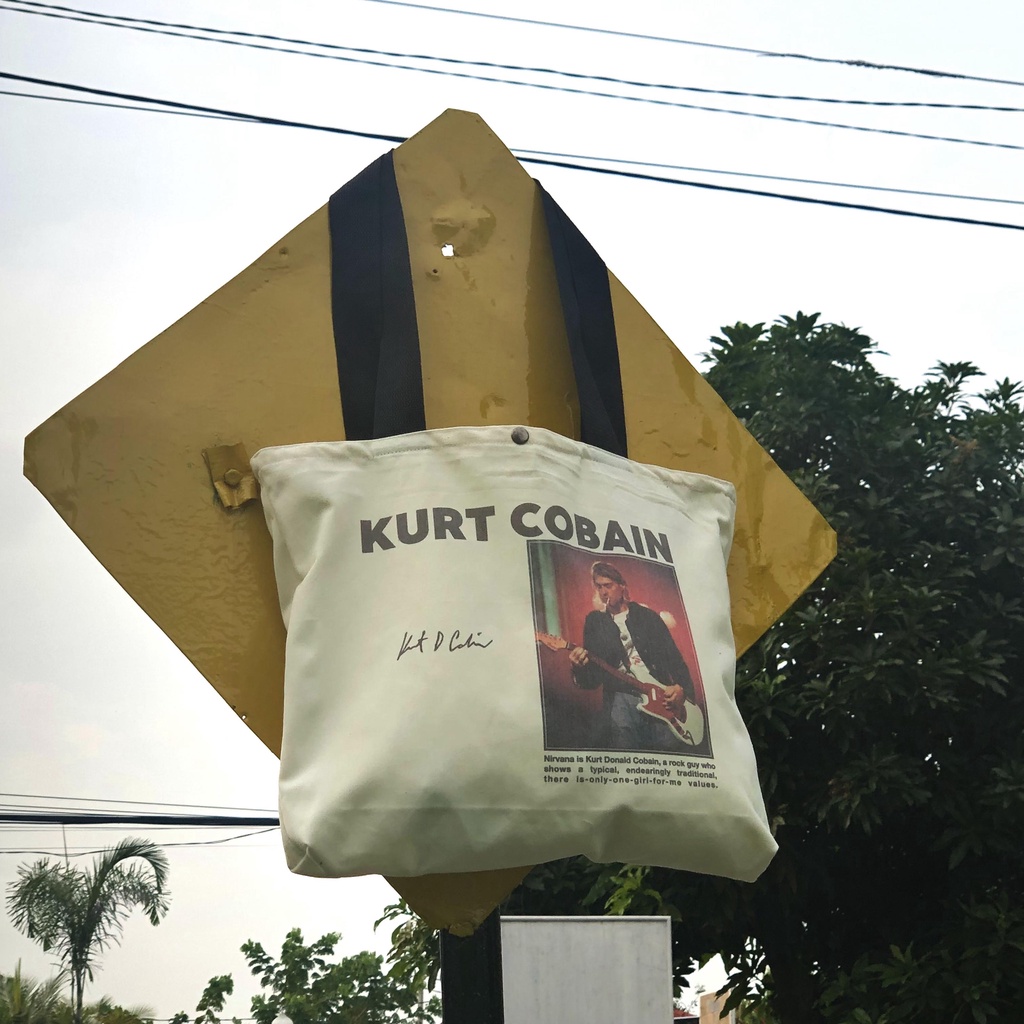 KURT COBAIN
Kurt D Cobain
Nirvana is Kurt Donald Cobain, a rock guy who
shows a typical, endearingly traditional,
there is-only-one-girl-for-me values.